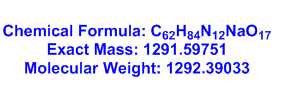 Chemical Formula: C₆₂H₈₄N₁₂NaO₁₇
Exact Mass: 1291.59751
Molecular Weight: 1292.39033